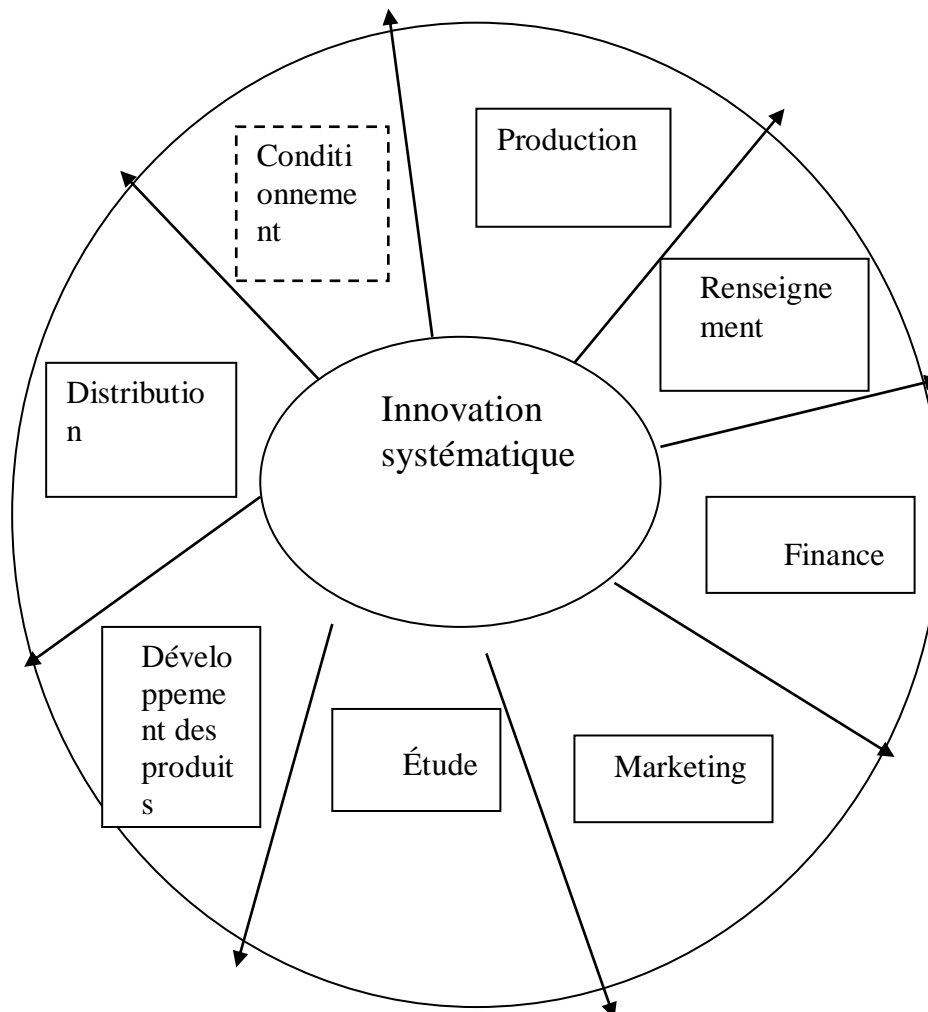 Production
Conditi
onneme
nt
Renseigne
ment
Distributio
n
Innovation
systématique
Finance
Dévelo
ppeme
nt des
produit
s
Étude
Marketing